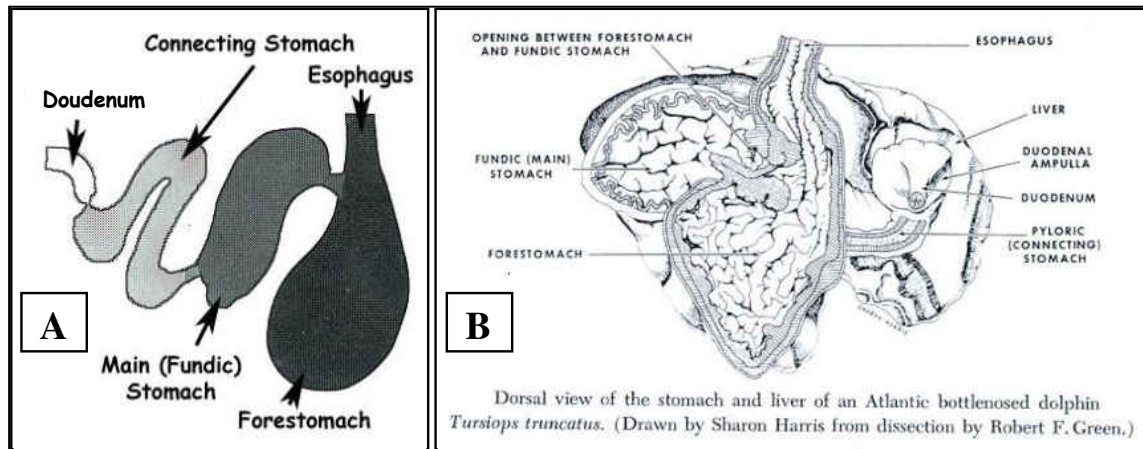 Connecting Stomach
Esophagus
Doudenum
A
Main (Fundic)
Stomach
Forestomach
OPENING BETWEEN FORESTOMACH
AND FUNDIC STOMACH
ESOPHAGUS
LIVER
FUNDIC (MAIN)
STOMACH
DUODENAL
AMPULLA
DUODENUM
FORESTOMACH
PYLORIC
(CONNECTING)
STOMACH
B
Dorsal view of the stomach and liver of an Atlantic bottlenosed dolphin
Tursiops truncatus. (Drawn by Sharon Harris from dissection by Robert F. Green.)